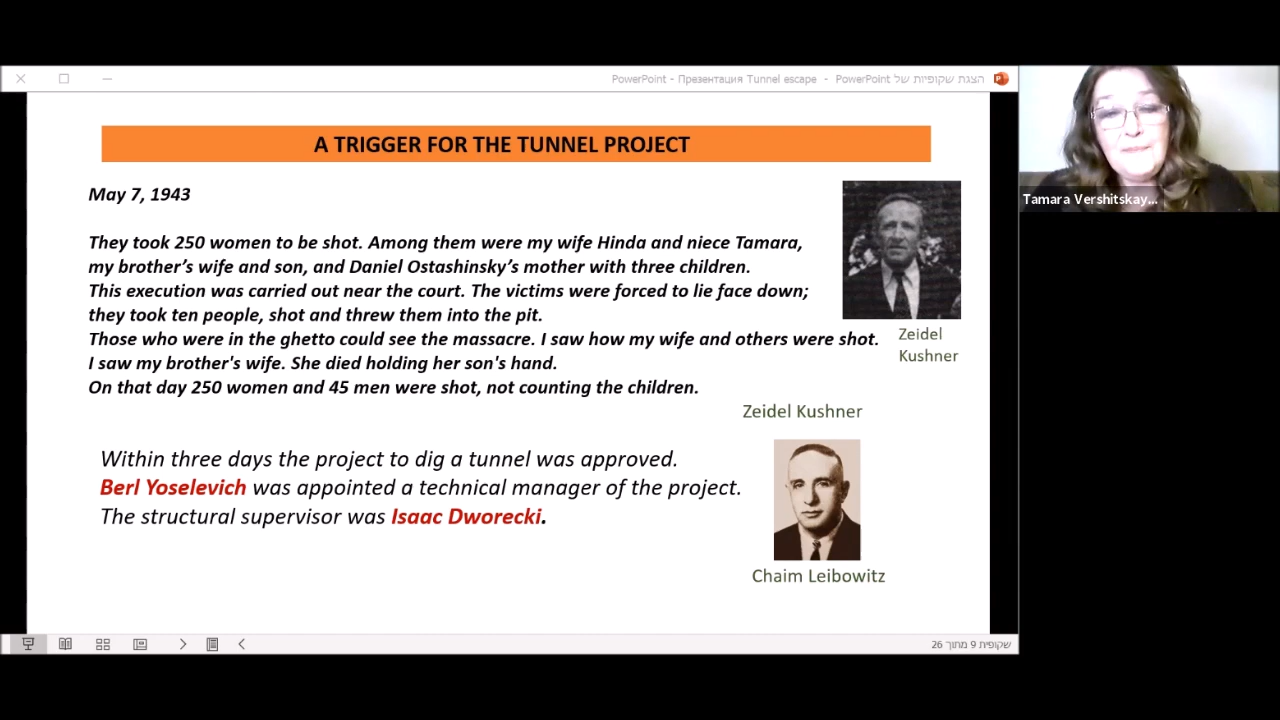 PowerPoint - Презентация Tunnel escape - PowerPoint הצגת שקופיות של
A TRIGGER FOR THE TUNNEL PROJECT
May 7, 1943
They took 250 women to be shot. Among them were my wife Hinda and niece Tamara,
my brother’s wife and son, and Daniel Ostashinsky’s mother with three children.
This execution was carried out near the court. The victims were forced to lie face down;
they took ten people, shot and threw them into the pit.
Those who were in the ghetto could see the massacre. I saw how my wife and others were shot.
I saw my brother's wife. She died holding her son's hand.
On that day 250 women and 45 men were shot, not counting the children.
Zeidel Kushner
Zeidel
Kushner
Within three days the project to dig a tunnel was approved.
Berl Yoselevich was appointed a technical manager of the project.
The structural supervisor was Isaac Dworecki.
Chaim Leibowitz
שקופית 9 מתוך 26
Tamara Vershitskay...